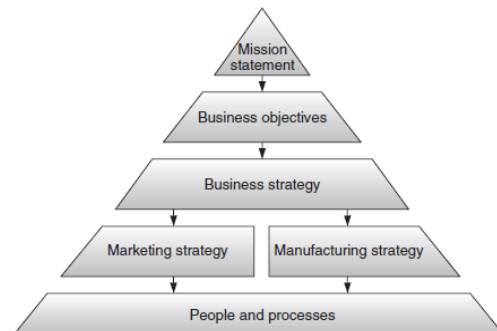 Mission
statement
Business objectives
Business strategy
Marketing strategy
Manufacturing strategy
People and processes